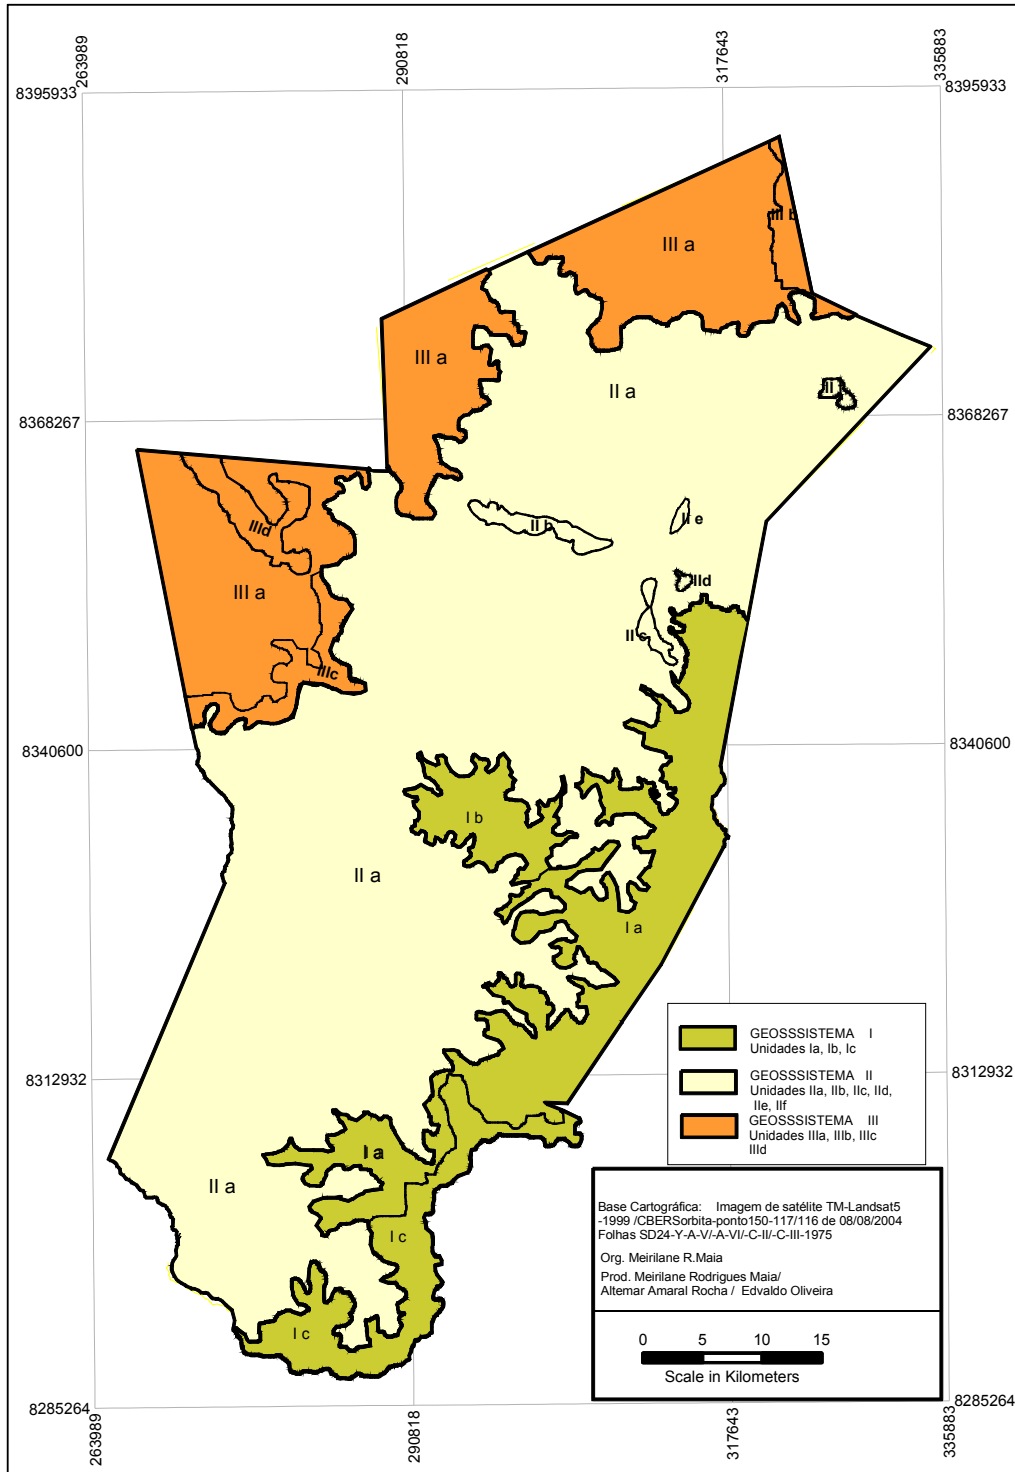 263989
290818
317643
335883
8395933
8395933
III b
III a
III a
II a
II
8368267
8368267
IIId
II b
II e
IId
III a
II c
IIIc
8340600
8340600
I b
II a
I a
GEOSSSISTEMA I
Unidades Ia, Ib, Ic
GEOSSSISTEMA II
Unidades IIa, IIb, IIc, IId,
IIe, IIf
GEOSSSISTEMA III
Unidades IIIa, IIIb, IIIc
IIId
8312932
8312932
I a
II a
I c
I c
Base Cartográfica: Imagem de satélite TM-Landsat5
-1999 /CBERSorbita-ponto150-117/116 de 08/08/2004
Folhas SD24-Y-A-V/-A-VI/-C-II/-C-III-1975
Org. Meirilane R.Maia
Prod. Meirilane Rodrigues Maia/
Altemar Amaral Rocha / Edvaldo Oliveira
0 5 10 15
Scale in Kilometers
8285264
8285264
263989
290818
317643
335883